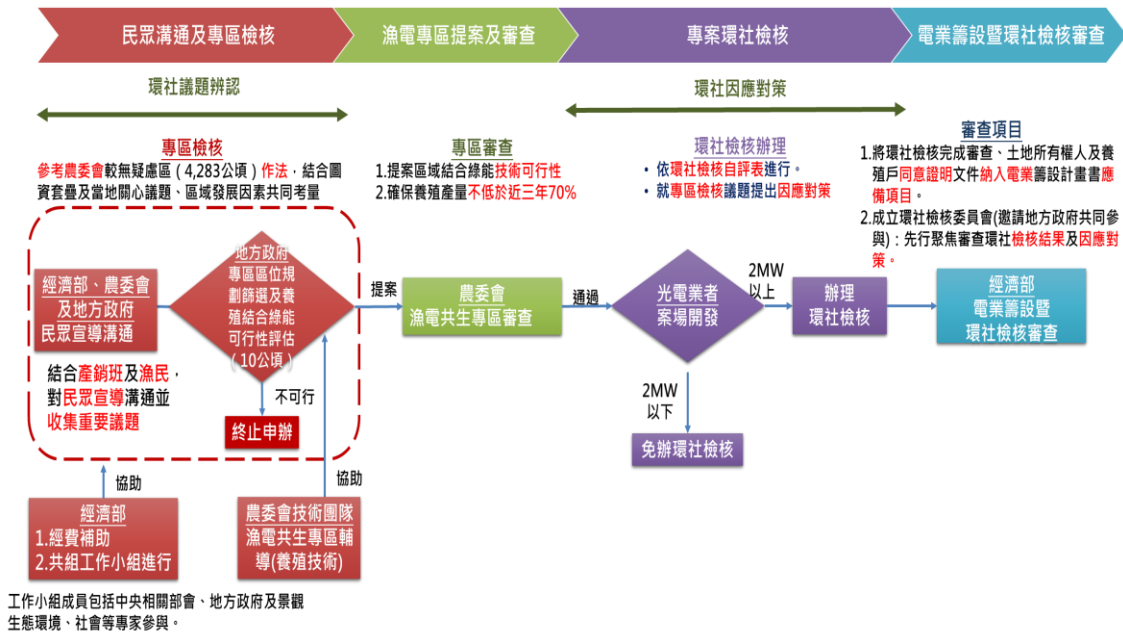 民眾溝通及專區檢核
漁電專區提案及審查
專案環社檢核
電業籌設暨環社檢核審查
環社議題辨認
環社因應對策
專區檢核
參考農委會較無疑慮區（4,283公頃）作法，結合圖
資套疊及當地關心議題、區域發展因素共同考量
專區審查
1.提案區域結合綠能技術可行性
2.確保養殖產量不低於近三年70%
環社檢核辦理
• 依環社檢核自評表進行。
• 就專區檢核議題提出因應對策
審查項目
1.將環社檢核完成審查、土地所有權人及養
殖戶同意證明文件納入電業籌設計畫書應
備項目。
2.成立環社檢核委員會(邀請地方政府共同參
與)：先行聚焦審查環社檢核結果及因應對
策。
經濟部、農委會
及地方政府
民眾宣導溝通
地方政府
專區區位規
劃篩選及養
殖結合綠能
可行性評估
（10公頃）
提案
農委會
漁電共生專區審查
通過
光電業者
案場開發
2MW
以上
辦理
環社檢核
經濟部
電業籌設暨
環社檢核審查
結合產銷班及漁民，
對民眾宣導溝通並
收集重要議題
不可行
終止申辦
2MW
以下
免辦環社檢核
協助
協助
經濟部
1.經費補助
2.共組工作小組進行
農委會技術團隊
漁電共生專區輔
導(養殖技術)
工作小組成員包括中央相關部會、地方政府及景觀
生態環境、社會等專家參與。